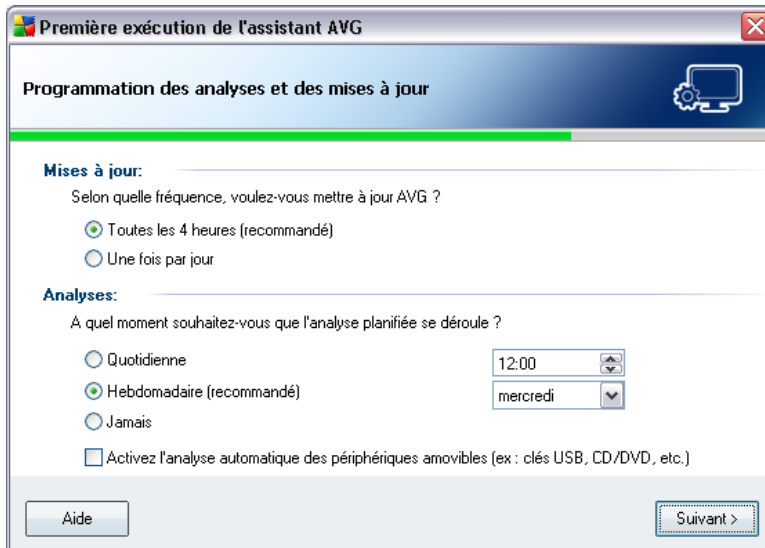 Première exécution de l'assistant AVG
Programmation des analyses et des mises à jour
Mises à jour:
Selon quelle fréquence, voulez-vous mettre à jour AVG ?
Toutes les 4 heures (recommandé)
Une fois par jour
Analyses:
A quel moment souhaitez-vous que l'analyse planifiée se déroule ?
Quotidienne
12:00
Hebdomadaire (recommandé)
mercredi
Jamais
Activez l'analyse automatique des périphériques amovibles (ex : clés USB, CD/DVD, etc.)
Aide
Suivant >